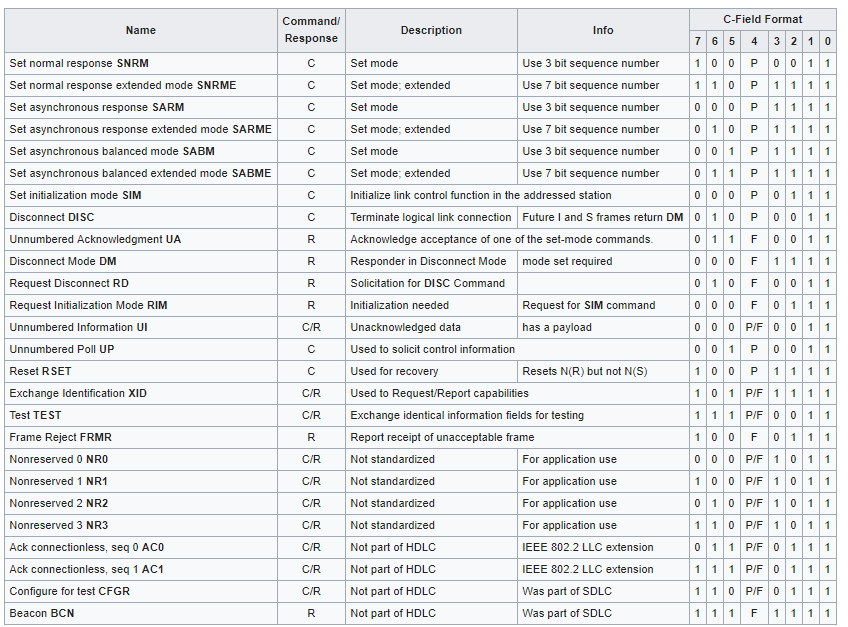 Name Command/ Description Info C-Field Format
Response 7 6 5 4 3 2 1 0
Set normal response SNRM C Set mode Use 3 bit sequence number 1 0 0 P 0 0 1 1
Set normal response extended mode SNRME C Set mode; extended Use 7 bit sequence number 1 1 0 P 1 1 1 1
Set asynchronous response SARM C Set mode Use 3 bit sequence number 0 0 0 P 1 1 1 1
Set asynchronous response extended mode SARME C Set mode; extended Use 7 bit sequence number 0 1 0 P 1 1 1 1
Set asynchronous balanced mode SABM C Set mode Use 3 bit sequence number 0 0 1 P 1 1 1 1
Set asynchronous balanced extended mode SABME C Set mode; extended Use 7 bit sequence number 0 1 1 P 1 1 1 1
Set initialization mode SIM C Initialize link control function in the addressed station 0 0 0 P 0 1 1 1
Disconnect DISC C Terminate logical link connection Future I and S frames return DM 0 1 0 P 0 0 1 1
Unnumbered Acknowledgment UA R Acknowledge acceptance of one of the set-mode commands. 0 1 1 F 0 0 1 1
Disconnect Mode DM R Responder in Disconnect Mode mode set required 0 0 0 F 1 1 1 1
Request Disconnect RD R Solicitation for DISC Command 0 1 0 F 0 0 1 1
Request Initialization Mode RIM R Initialization needed Request for SIM command 0 0 0 F 0 1 1 1
Unnumbered Information UI C/R Unacknowledged data has a payload 0 0 0 P/F 0 0 1 1
Unnumbered Poll UP C Used to solicit control information 0 0 1 P 0 0 1 1
Reset RSET C Used for recovery Resets N(R) but not N(S) 1 0 0 P 1 1 1 1
Exchange Identification XID C/R Used to Request/Report capabilities 1 0 1 P/F 1 1 1 1
Test TEST C/R Exchange identical information fields for testing 1 1 1 P/F 0 0 1 1
Frame Reject FRMR R Report receipt of unacceptable frame 1 0 0 F 0 1 1 1
Nonreserved 0 NR0 C/R Not standardized For application use 0 0 0 P/F 1 0 1 1
Nonreserved 1 NR1 C/R Not standardized For application use 1 0 0 P/F 1 0 1 1
Nonreserved 2 NR2 C/R Not standardized For application use 0 1 0 P/F 1 0 1 1
Nonreserved 3 NR3 C/R Not standardized For application use 1 1 0 P/F 1 0 1 1
Ack connectionless, seq 0 AC0 C/R Not part of HDLC IEEE 802.2 LLC extension 0 1 1 P/F 0 1 1 1
Ack connectionless, seq 1 AC1 C/R Not part of HDLC IEEE 802.2 LLC extension 1 1 1 P/F 0 1 1 1
Configure for test CFGR C/R Not part of HDLC Was part of SDLC 1 1 0 P/F 0 1 1 1
Beacon BCN R Not part of HDLC Was part of SDLC 1 1 1 F 1 1 1 1